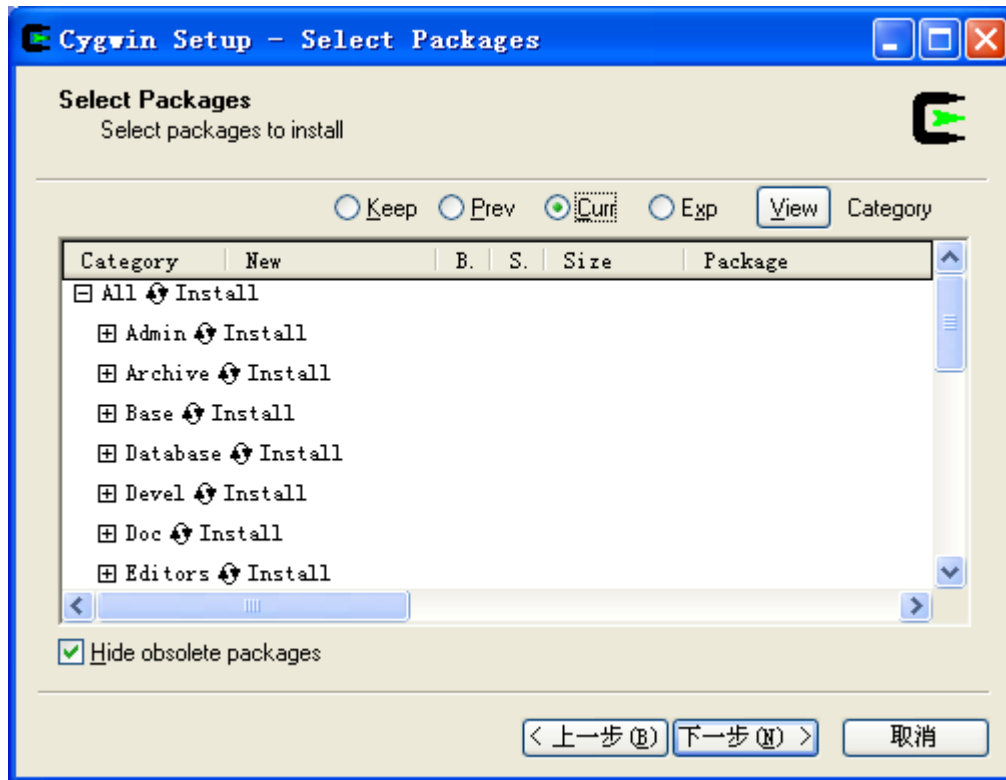 Cygwin Setup - Select Packages
Select Packages
Select packages to install
Keep Prev Curr Exp View Category
Category New B. S. Size Package
All Install
Admin Install
Archive Install
Base Install
Database Install
Devel Install
Doc Install
Editors Install
Hide obsolete packages
< 上一步(B) 下一步(N) > 取消